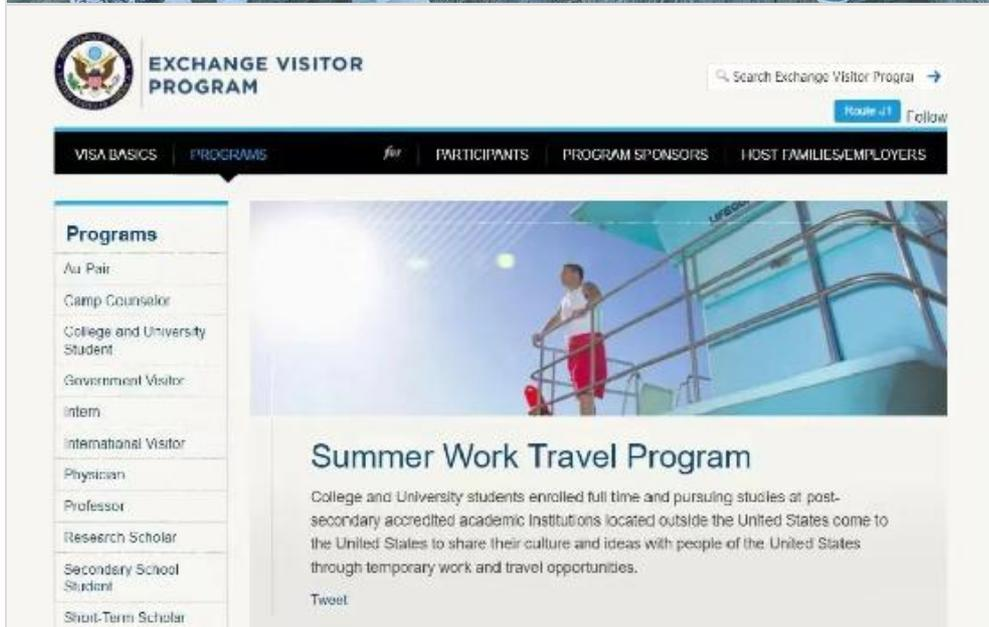 EXCHANGE VISITOR
PROGRAM
Search Exchange Visitor Progra
Route J1
Follow
VISA BASICS
PROGRAMS
for
PARTICIPANTS
PROGRAM SPONSORS
HOST FAMILIES/EMPLOYERS
Programs
Au Pair
Camp Counselor
College and University
Student
Government Visitor
Intern
International Visitor
Physician
Professor
Research Scholar
Secondary School
Student
Short-Term Scholar
Summer Work Travel Program
College and University students enrolled full time and pursuing studies at post-
secondary accredited academic institutions located outside the United States come to
the United States to share their culture and ideas with people of the United States
through temporary work and travel opportunities.
Tweet